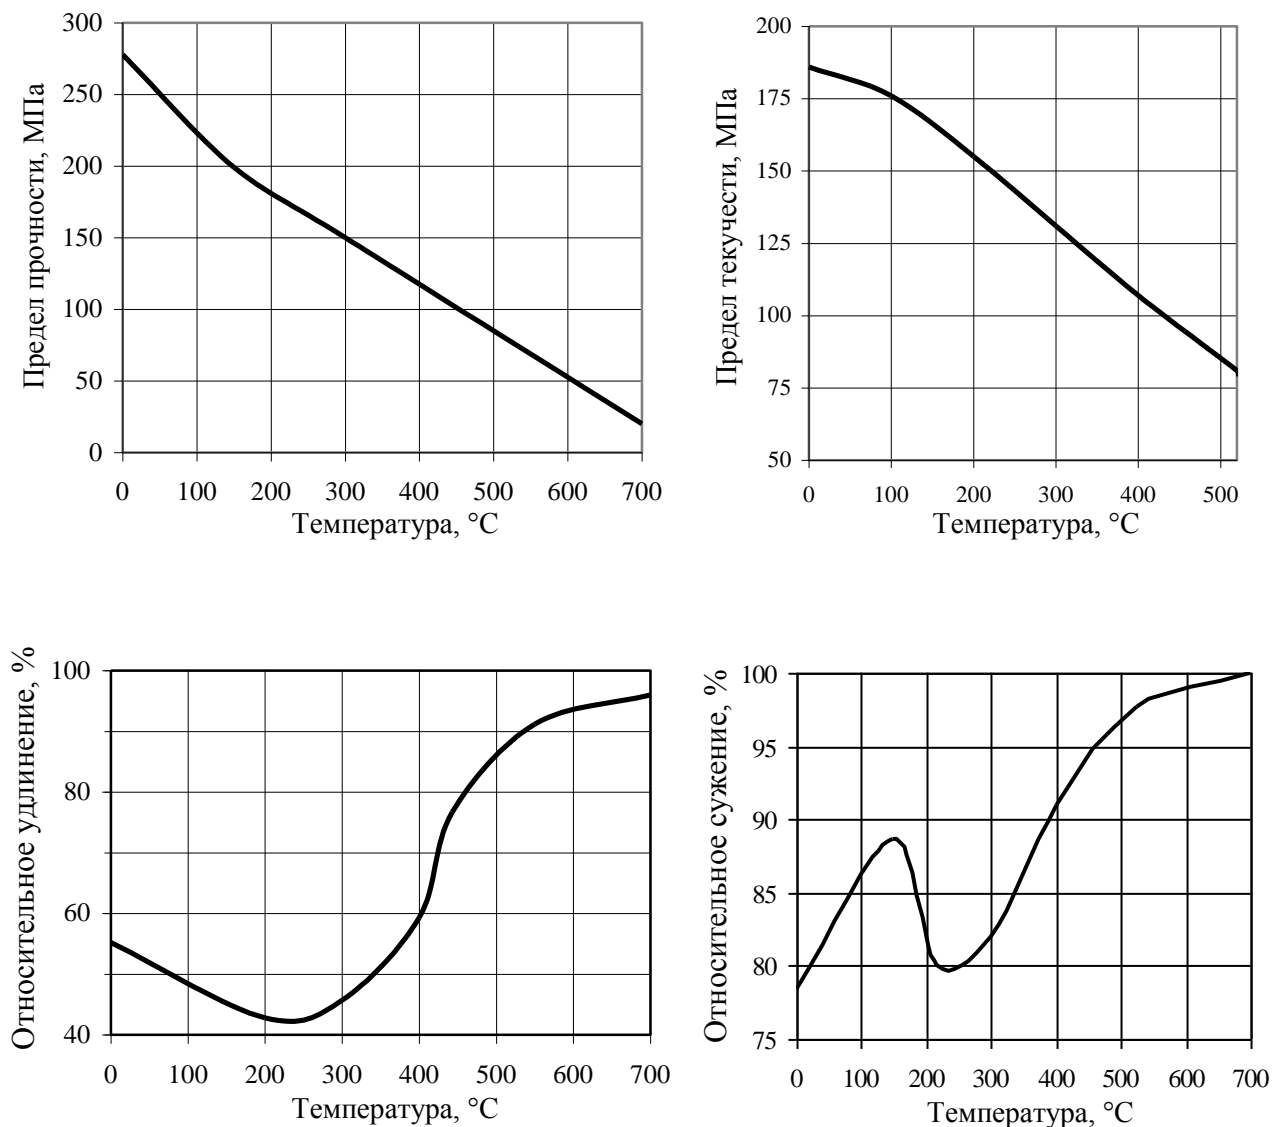 Предел прочности, МПа
300
250
200
150
100
50
0
0 100 200 300 400 500 600 700
Температура, °C
Предел текучести, МПа
200
175
150
125
100
75
50
0 100 200 300 400 500
Температура, °C
Относительное удлинение, %
100
80
60
40
0 100 200 300 400 500 600 700
Температура, °C
Относительное сужение, %
100
95
90
85
80
75
0 100 200 300 400 500 600 700
Температура, °C